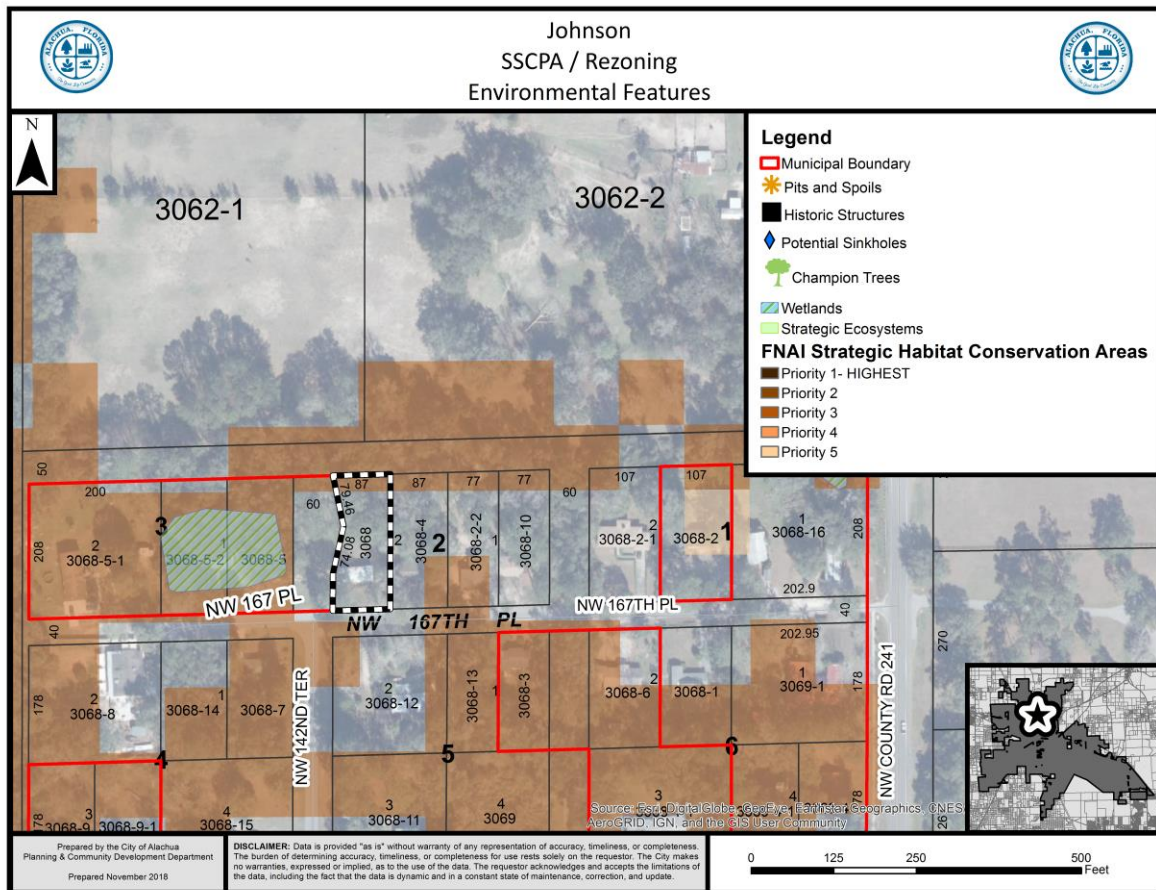 Johnson
SSCPA / Rezoning
Environmental Features
ALACHUA, FLORIDA
ALACHUA, FLORIDA
N
Legend
Municipal Boundary
Pits and Spoils
Historic Structures
Potential Sinkholes
Champion Trees
Wetlands
Strategic Ecosystems
FNAI Strategic Habitat Conservation Areas
Priority 1- HIGHEST
Priority 2
Priority 3
Priority 4
Priority 5
3062-1
3062-2
50
200
60
79.46
87
87
77
77
60
107
107
208
3
2
3068-5-1
1
3068-5-2
3068-5
74.08
3068
2
3068-4
2
3068-2-2
1
3068-10
2
3068-2-1
3068-2
1
1
3068-16
208
202.9
40
NW 167 PL
NW 167TH PL
NW 167TH PL
40
178
2
3068-8
1
3068-14
3068-7
NW 142ND TER
2
3068-12
3068-13
1
3068-3
2
3068-6
3068-1
202.95
1
3069-1
178
NW COUNTY RD 241
270
4
5
6
178
3
3068-9
3068-9-1
4
3068-15
3
3068-11
4
3069
3
Source: Esri, DigitalGlobe, GeoEye, Earthstar Geographics, CNES
AeroGRID, IGN, and the GIS User Community
Prepared by the City of Alachua
Planning & Community Development Department
Prepared November 2018
DISCLAIMER: Data is provided "as is" without warranty of any representation of accuracy, timeliness, or completeness.
The burden of determining accuracy, timeliness, or completeness for use rests solely on the requestor. The City makes
no warranties, expressed or implied, as to the use of the data. The requestor acknowledges and accepts the limitations of
the data, including the fact that the data is dynamic and in a constant state of maintenance, correction, and update.
0 125 250 500
Feet